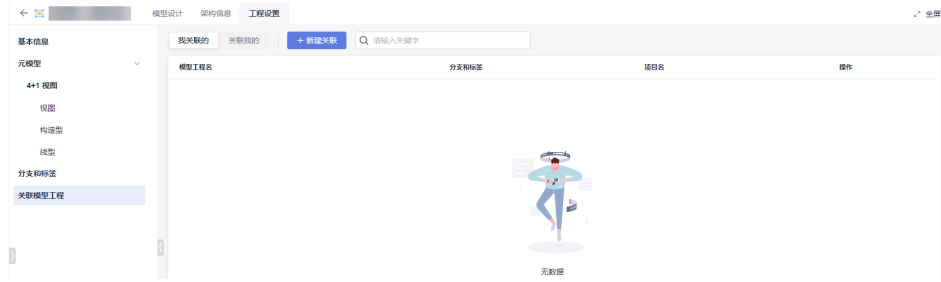 模型设计 架构信息 工程设置 全屏
基本信息
元模型
4+1 视图
视图
构造型
线型
分支和标签
关联模型工程
我关联的 关联我的 + 新建关联 请输入关键字
模型工程名 分支和标签 项目名 操作
无数据